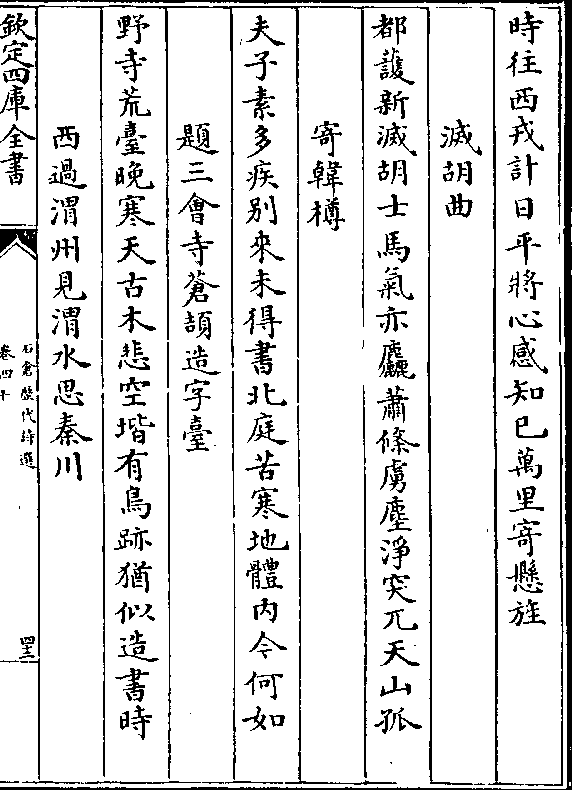 時往西戎計日平將心感知已萬里寄懸旌
滅胡曲
都䕶新滅胡士馬氣亦麤蕭條虜塵淨突兀天山孤
寄韓樽
夫子素多疾别來未得書北庭苦寒地體内今何如
題三會寺蒼頡造字臺
野寺荒臺晚寒天古木悲空堦有鳥跡猶似造書時
西過渭州見渭水思秦川
欽定四庫全書
石倉歷代詩選
卷四十
四十三